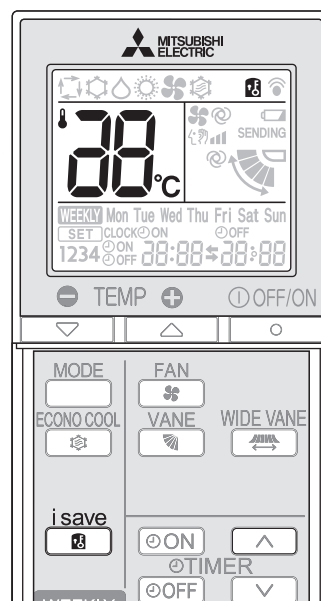 MITSUBISHI
ELECTRIC
SENDING
88°C
WEEKLY Mon Tue Wed Thu Fri Sat Sun
SET CLOCK ON OFF
1234 ON OFF 88:88 88:88
TEMP OFF/ON
MODE FAN
ECONO COOL VANE WIDE VANE
i save
ON
TIMER
OFF